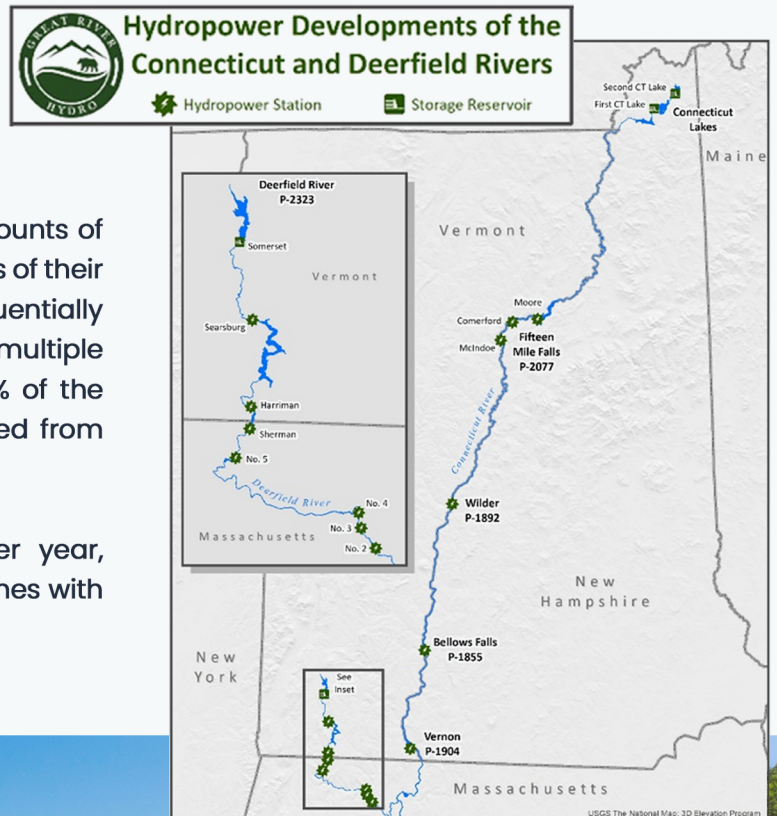 GREAT RIVER
HYDRO
Hydropower Developments of the
Connecticut and Deerfield Rivers
Hydropower Station
Storage Reservoir
ounts of
s of their
uentially
multiple
% of the
ed from
er year,
nes with
Second CT Lake
First CT Lake
Connecticut
Lakes
Maine
Vermont
Moore
Comerford
McIndoe
Fifteen
Mile Falls
P-2077
Connecticut River
Wilder
P-1892
New
Hampshire
Bellows Falls
P-1855
Vernon
P-1904
Massachusetts
New
York
See
Inset
Deerfield River
P-2323
Somerset
Vermont
Searsburg
Harriman
Sherman
No. 5
Deerfield River
No. 4
No. 3
No. 2
Massachusetts
USGS The National Map: 3D Elevation Program